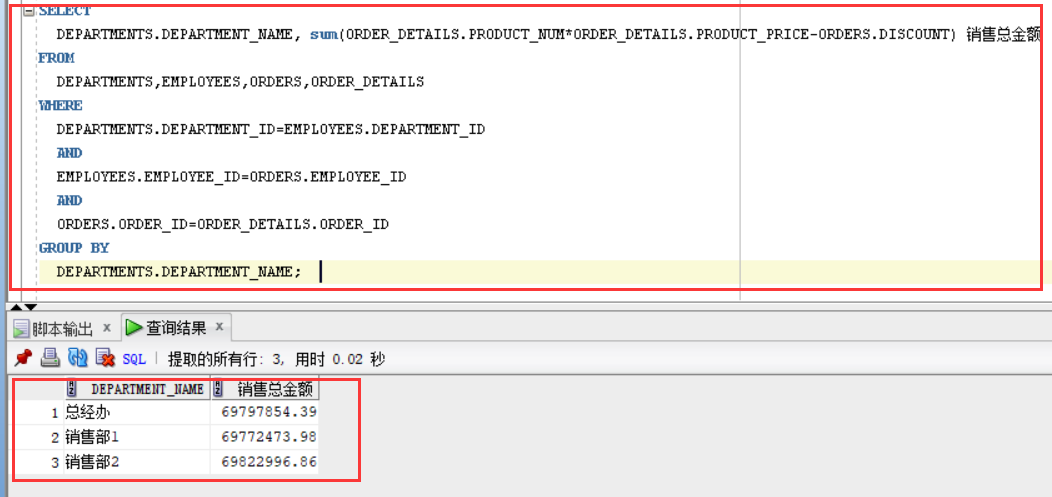 SELECT
DEPARTMENTS.DEPARTMENT_NAME, sum(ORDER_DETAILS.PRODUCT_NUM*ORDER_DETAILS.PRODUCT_PRICE-ORDERS.DISCOUNT) 销售总金额
FROM
DEPARTMENTS,EMPLOYEES,ORDERS,ORDER_DETAILS
WHERE
DEPARTMENTS.DEPARTMENT_ID=EMPLOYEES.DEPARTMENT_ID
AND
EMPLOYEES.EMPLOYEE_ID=ORDERS.EMPLOYEE_ID
AND
ORDERS.ORDER_ID=ORDER_DETAILS.ORDER_ID
GROUP BY
DEPARTMENTS.DEPARTMENT_NAME;
脚本输出 x 查询结果 x
SQL | 提取的所有行: 3, 用时 0.02 秒
DEPARTMENT_NAME 销售总金额
1 总经办 69797854.39
2 销售部1 69772473.98
3 销售部2 69822996.86